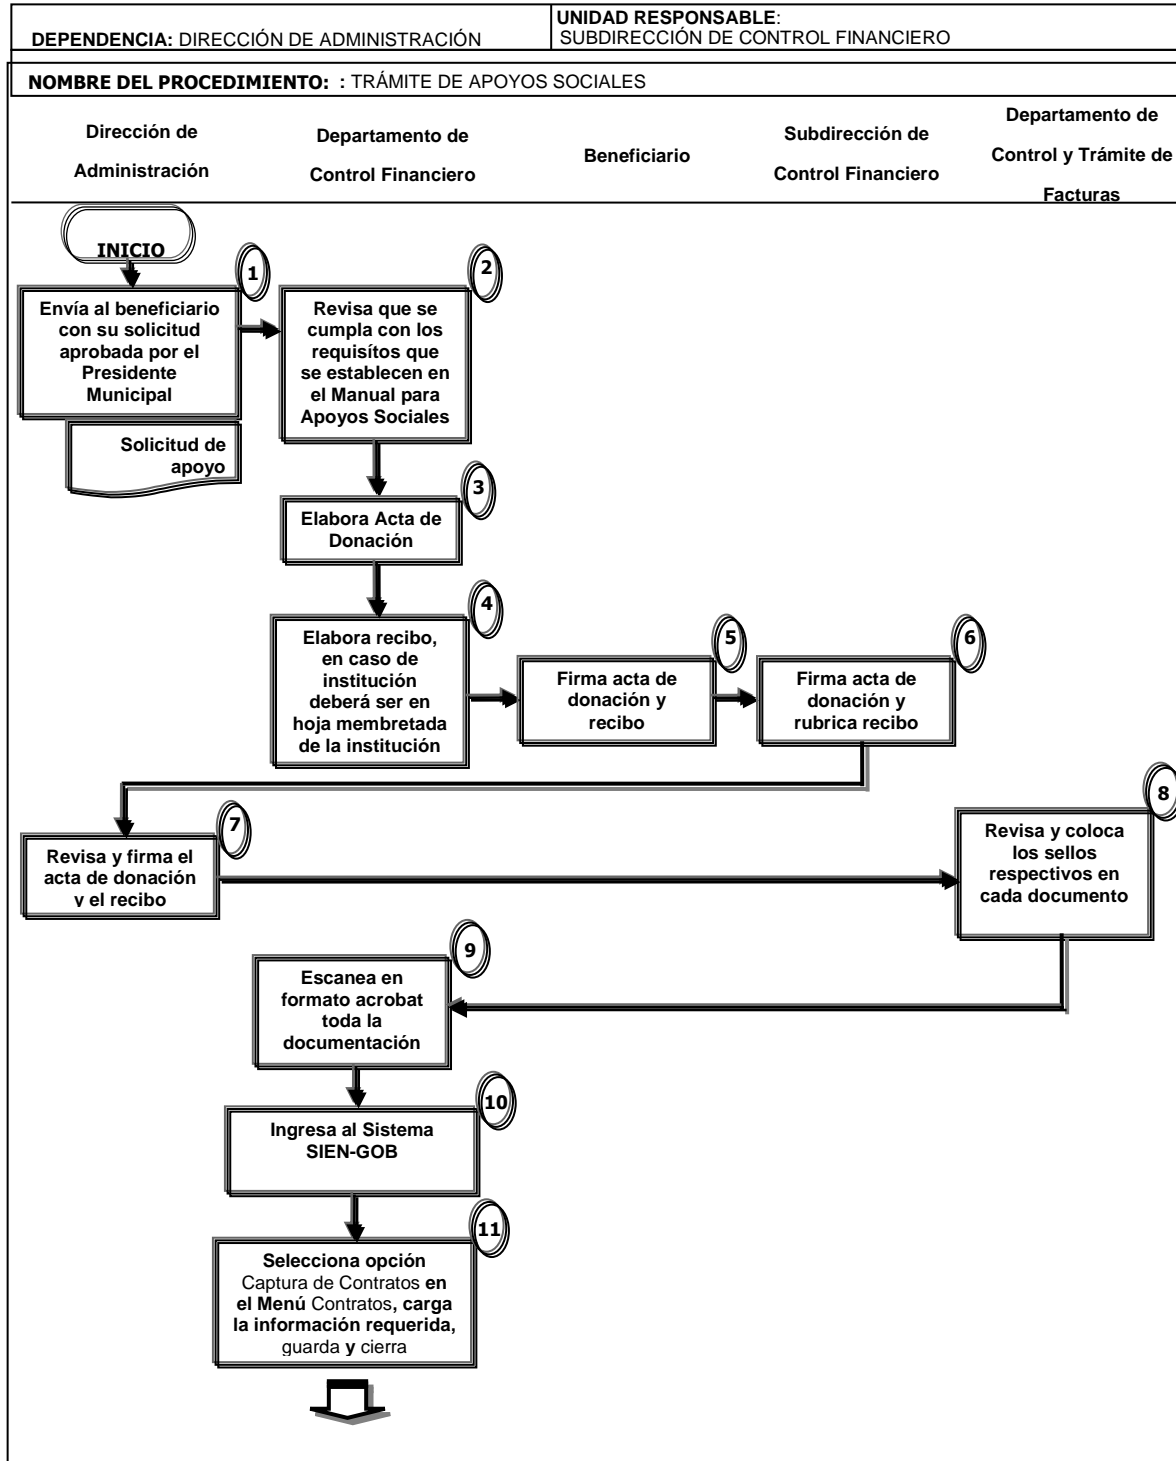 DEPENDENCIA: DIRECCIÓN DE ADMINISTRACIÓN
UNIDAD RESPONSABLE:
SUBDIRECCIÓN DE CONTROL FINANCIERO
NOMBRE DEL PROCEDIMIENTO: : TRÁMITE DE APOYOS SOCIALES
Dirección de
Administración
Departamento de
Control Financiero
Beneficiario
Subdirección de
Control Financiero
Departamento de
Control y Trámite de
Facturas
INICIO
1
Envía al beneficiario
con su solicitud
aprobada por el
Presidente
Municipal
Solicitud de
apoyo
2
Revisa que se
cumpla con los
requisítos que
se establecen en
el Manual para
Apoyos Sociales
3
Elabora Acta de
Donación
4
Elabora recibo,
en caso de
institución
deberá ser en
hoja membretada
de la institución
5
Firma acta de
donación y
recibo
6
Firma acta de
donación y
rubrica recibo
7
Revisa y firma el
acta de donación
y el recibo
8
Revisa y coloca
los sellos
respectivos en
cada documento
9
Escanea en
formato acrobat
toda la
documentación
10
Ingresa al Sistema
SIEN-GOB
11
Selecciona opción
Captura de Contratos en
el Menú Contratos, carga
la información requerida,
guarda y cierra